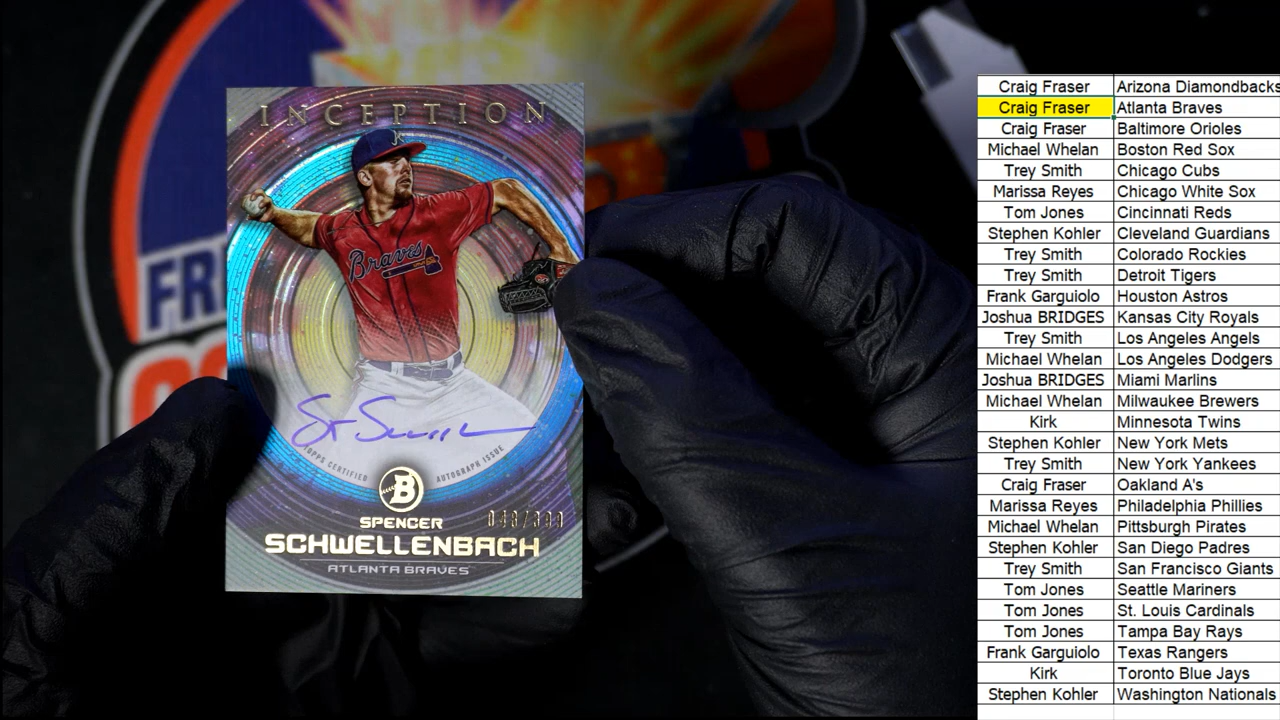 INCEPTION
Braves
FR
TOPPS CERTIFIED AUTOGRAPH ISSUE
B
SPENCER
SCHWELLENBACH
ATLANTA BRAVES
Craig Fraser Arizona Diamondbacks
Craig Fraser Atlanta Braves
Craig Fraser Baltimore Orioles
Michael Whelan Boston Red Sox
Trey Smith Chicago Cubs
Marissa Reyes Chicago White Sox
Tom Jones Cincinnati Reds
Stephen Kohler Cleveland Guardians
Trey Smith Colorado Rockies
Trey Smith Detroit Tigers
Frank Garguiolo Houston Astros
Joshua BRIDGES Kansas City Royals
Trey Smith Los Angeles Angels
Michael Whelan Los Angeles Dodgers
Joshua BRIDGES Miami Marlins
Michael Whelan Milwaukee Brewers
Kirk Minnesota Twins
Stephen Kohler New York Mets
Trey Smith New York Yankees
Craig Fraser Oakland A's
Marissa Reyes Philadelphia Phillies
Michael Whelan Pittsburgh Pirates
Stephen Kohler San Diego Padres
Trey Smith San Francisco Giants
Tom Jones Seattle Mariners
Tom Jones St. Louis Cardinals
Tom Jones Tampa Bay Rays
Frank Garguiolo Texas Rangers
Kirk Toronto Blue Jays
Stephen Kohler Washington Nationals